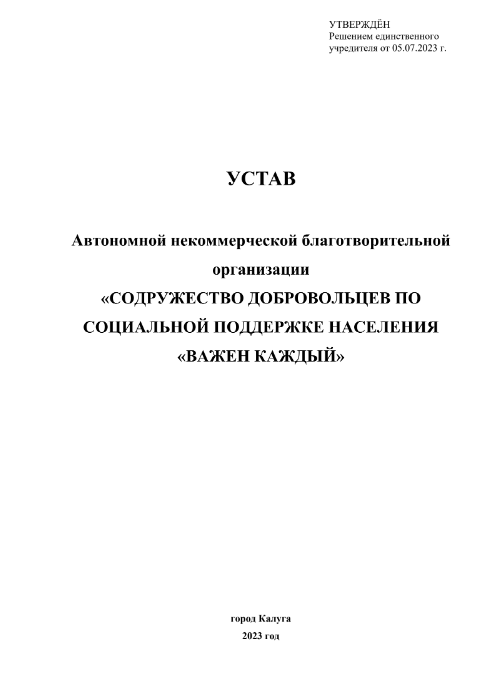 УТВЕРЖДЁН
Решением единственного
учредителя от 05.07.2023 г.
УСТАВ
Автономной некоммерческой благотворительной
организации
«СОДРУЖЕСТВО ДОБРОВОЛЬЦЕВ ПО
СОЦИАЛЬНОЙ ПОДДЕРЖКЕ НАСЕЛЕНИЯ
«ВАЖЕН КАЖДЫЙ»
город Калуга
2023 год